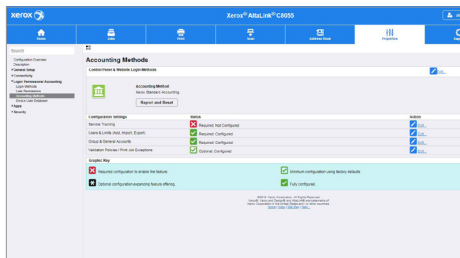 xerox
Xerox® AltaLink® C8055
Home
Jobs
Print
Scan
Address Book
Properties
Search
Configuration Overview
Description
General Setup
Connectivity
Login/Permissions/Accounting
Login Methods
User Permissions
Accounting Methods
Device User Database
Apps
Security
Accounting Methods
Control Panel & Website Login Methods
Edit...
Accounting Method
Xerox Standard Accounting
Report and Reset
Configuration Settings
Status
Action
Service Tracking
Required; Not Configured
Edit...
Users & Limits (Add, Import, Export)
Required; Configured
Edit...
Group & General Accounts
Required; Configured
Edit...
Validation Policies / Print Job Exceptions
Optional; Configured
Edit...
Graphic Key
Required configuration to enable the feature.
Minimum configuration using factory defaults
Optional configuration expanding feature offering.
Fully configured.